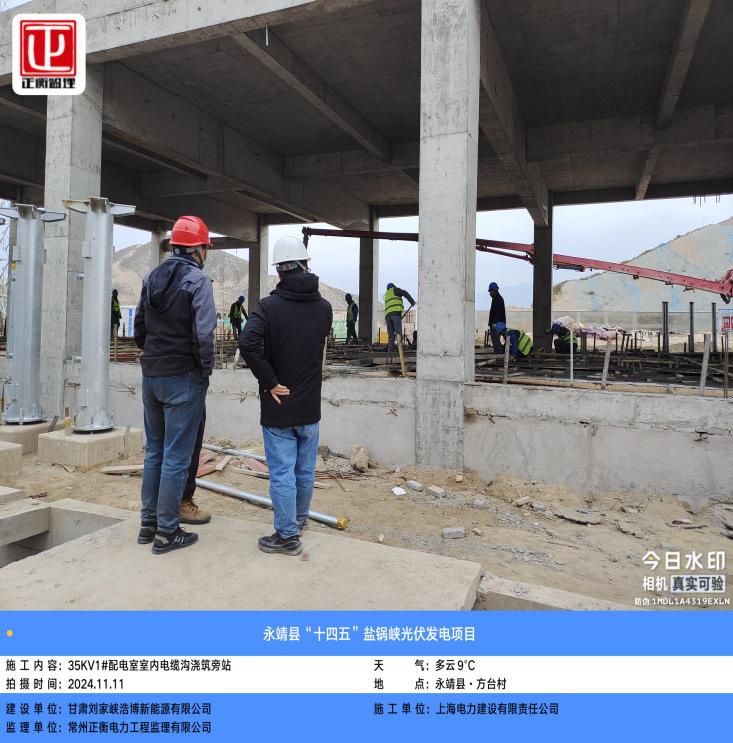 正衡监理
今日水印
相机 真实可验
防伪 1MDL1A4319EXLN
永靖县“十四五”盐锅峡光伏发电项目
施工内容：35KV1#配电室室内电缆沟浇筑旁站
天气：多云 9℃
拍摄时间：2024.11.11
地点：永靖县·方台村
建设单位：甘肃刘家峡浩博新能源有限公司
施工单位：上海电力建设有限责任公司
监理单位：常州正衡电力工程监理有限公司